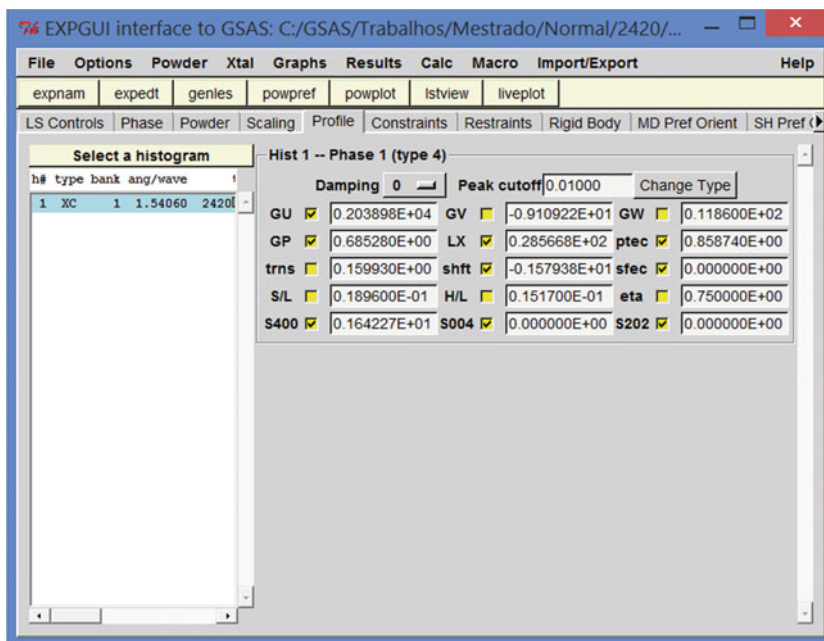 EXPGUI interface to GSAS: C:/GSAS/Trabalhos/Mestrado/Normal/2420/...
File Options Powder Xtal Graphs Results Calc Macro Import/Export Help
expnam expedt genles powpref powplot lstview liveplot
LS Controls Phase Powder Scaling Profile Constraints Restraints Rigid Body MD Pref Orient SH Pref
Select a histogram
h# type bank ang/wave
1 XC 1 1.54060 2420
Hist 1 -- Phase 1 (type 4)
Damping 0 Peak cutoff 0.01000 Change Type
GU 0.203898E+04 GV -0.910922E+01 GW 0.118600E+02
GP 0.685280E+00 LX 0.285668E+02 ptec 0.858740E+00
trns 0.159930E+00 shft -0.157938E+01 sfec 0.000000E+00
S/L 0.189600E-01 H/L 0.151700E-01 eta 0.750000E+00
S400 0.164227E+01 S004 0.000000E+00 S202 0.000000E+00